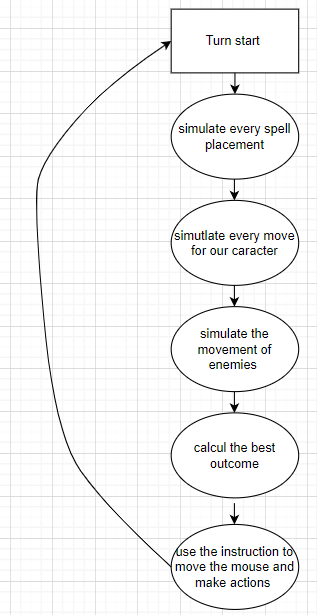 Turn start
simulate every spell
placement
simutlate every move
for our caracter
simulate the
movement of
enemies
calcul the best
outcome
use the instruction to
move the mouse and
make actions